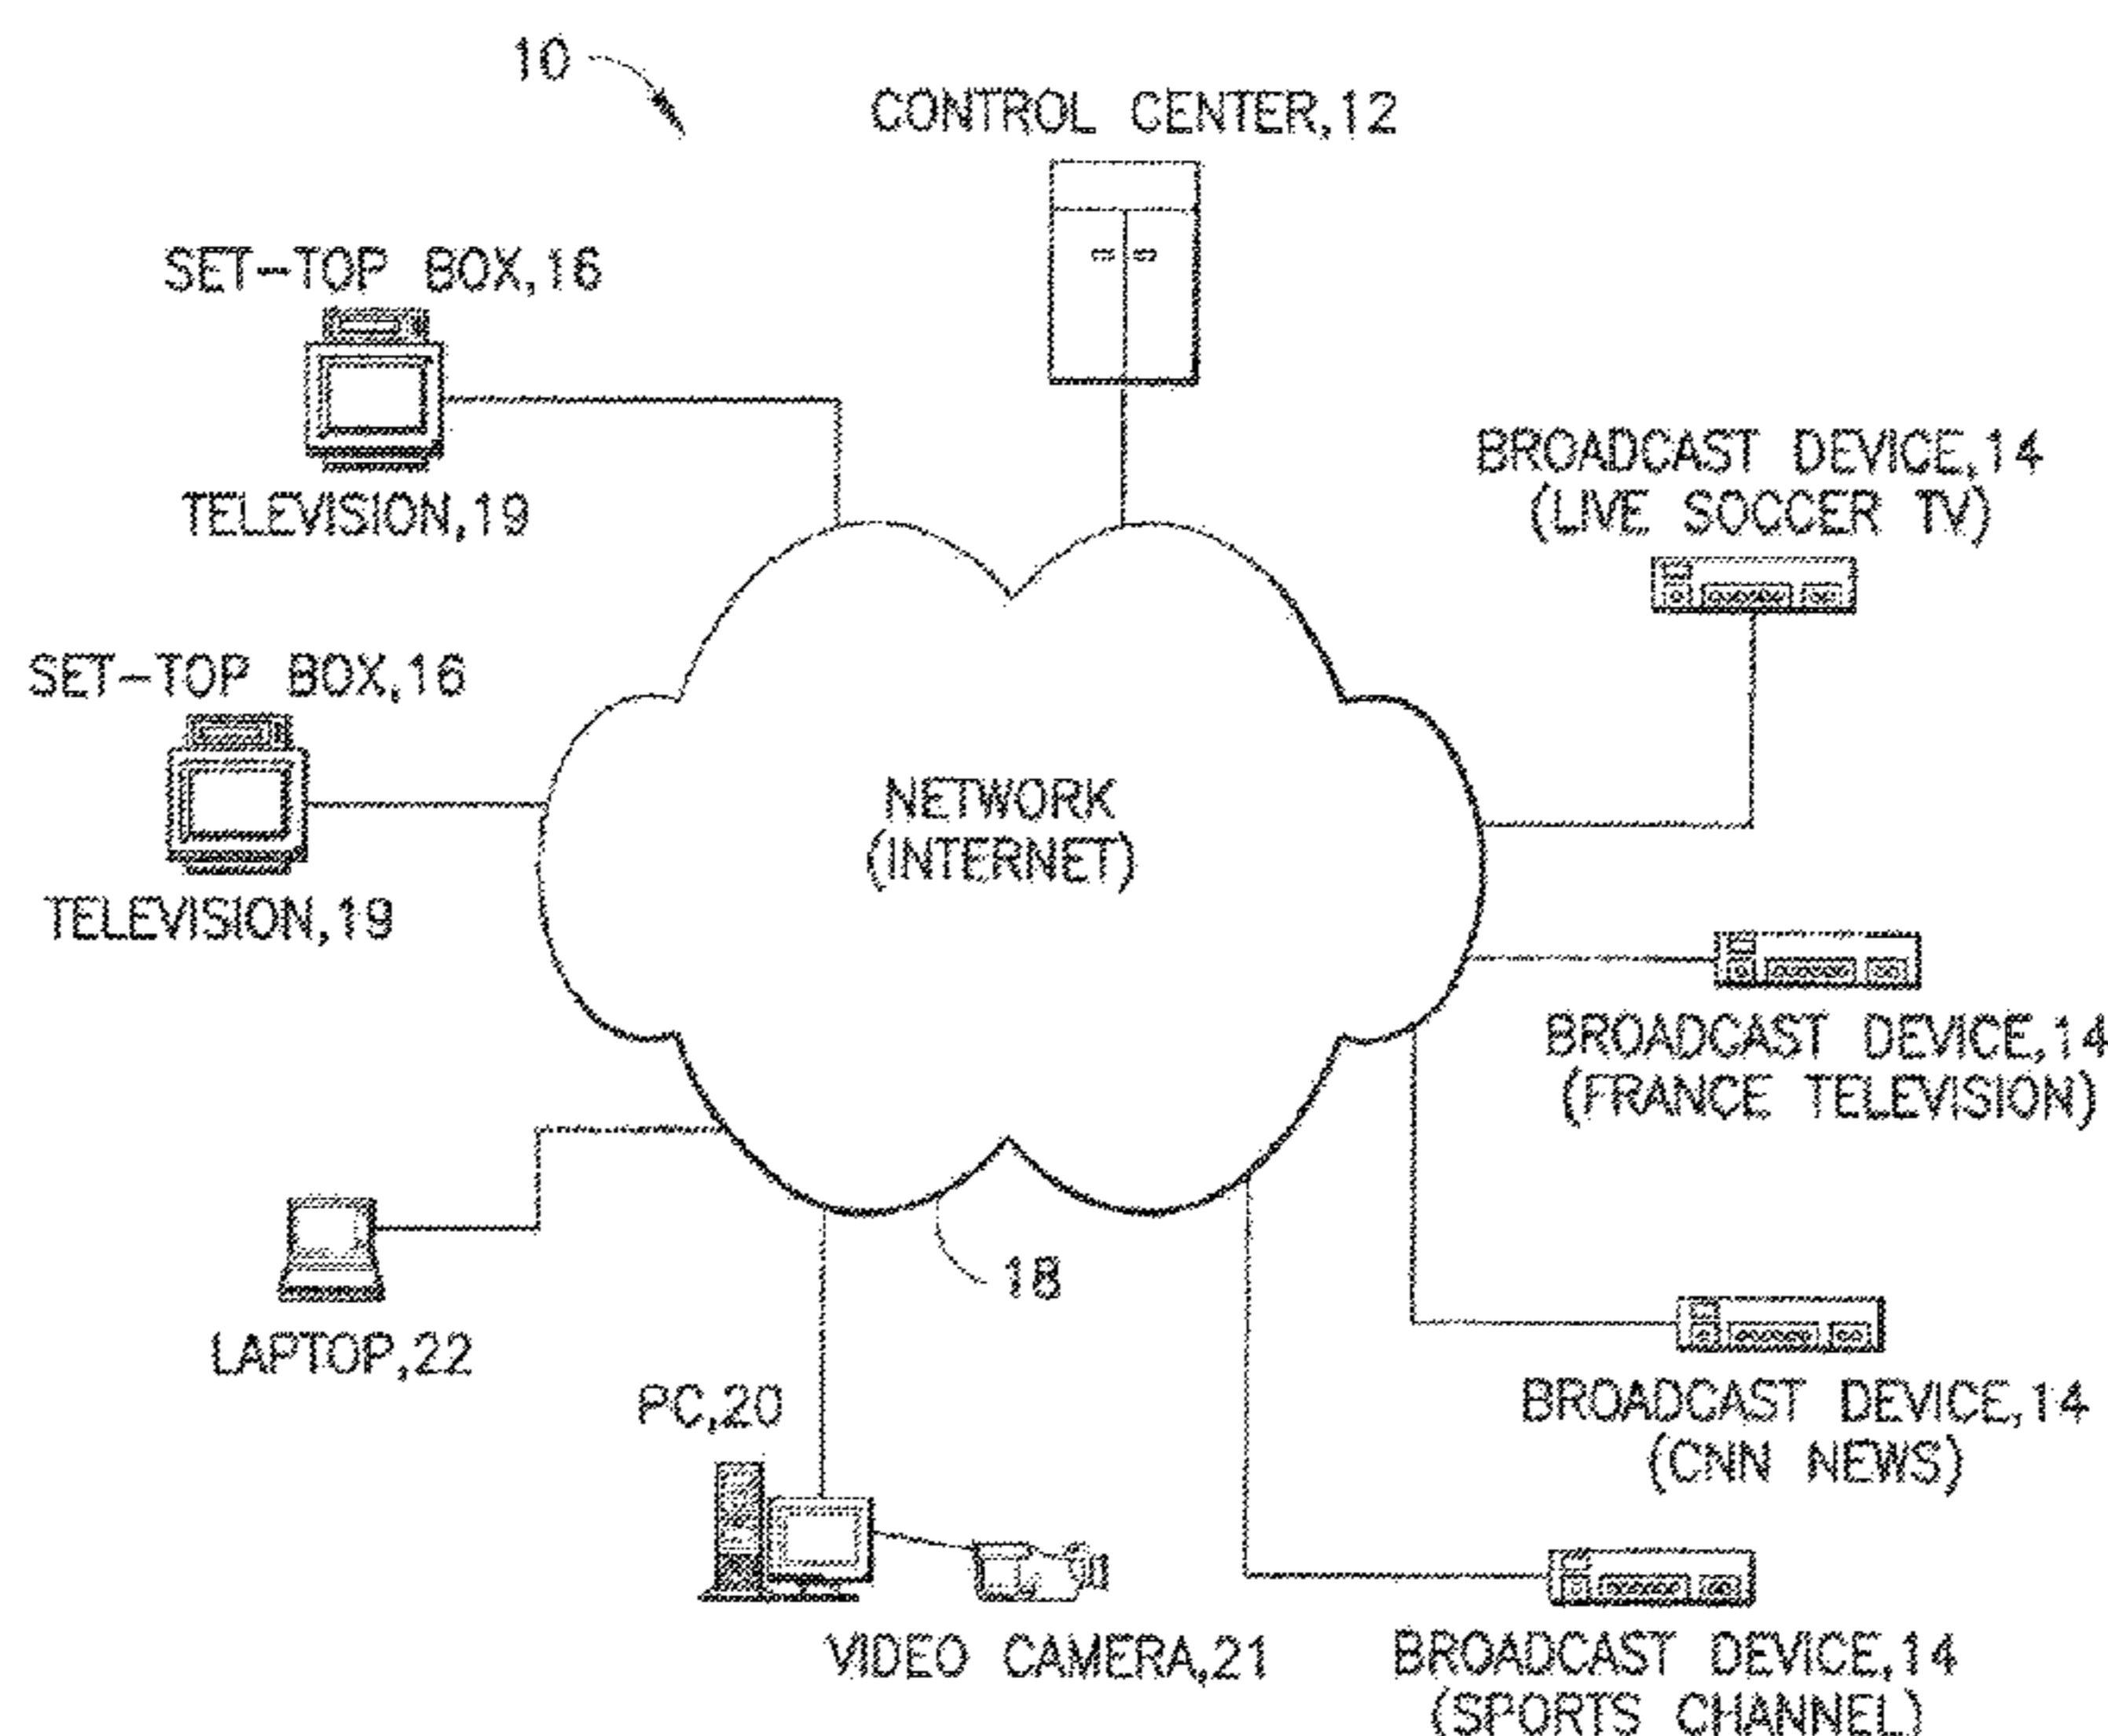 10
CONTROL CENTER,12
SET-TOP BOX,16
TELEVISION,19
BROADCAST DEVICE,14
(LIVE SOCCER TV)
SET-TOP BOX,16
TELEVISION,19
NETWORK
(INTERNET)
BROADCAST DEVICE,14
(FRANCE TELEVISION)
18
LAPTOP,22
PC,20
BROADCAST DEVICE,14
(CNN NEWS)
VIDEO CAMERA,21
BROADCAST DEVICE,14
(SPORTS CHANNEL)